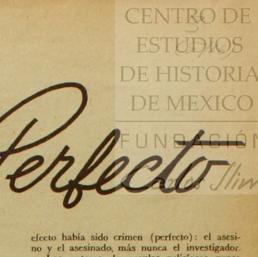 CENTRO DE
ESTUDIOS
DE HISTORIA
DE MEXICO
FUNDACIÓN
Perfecto
efecto había sido crimen (perfecto): el asesi-
no y el asesinado, más nunca el investigador.